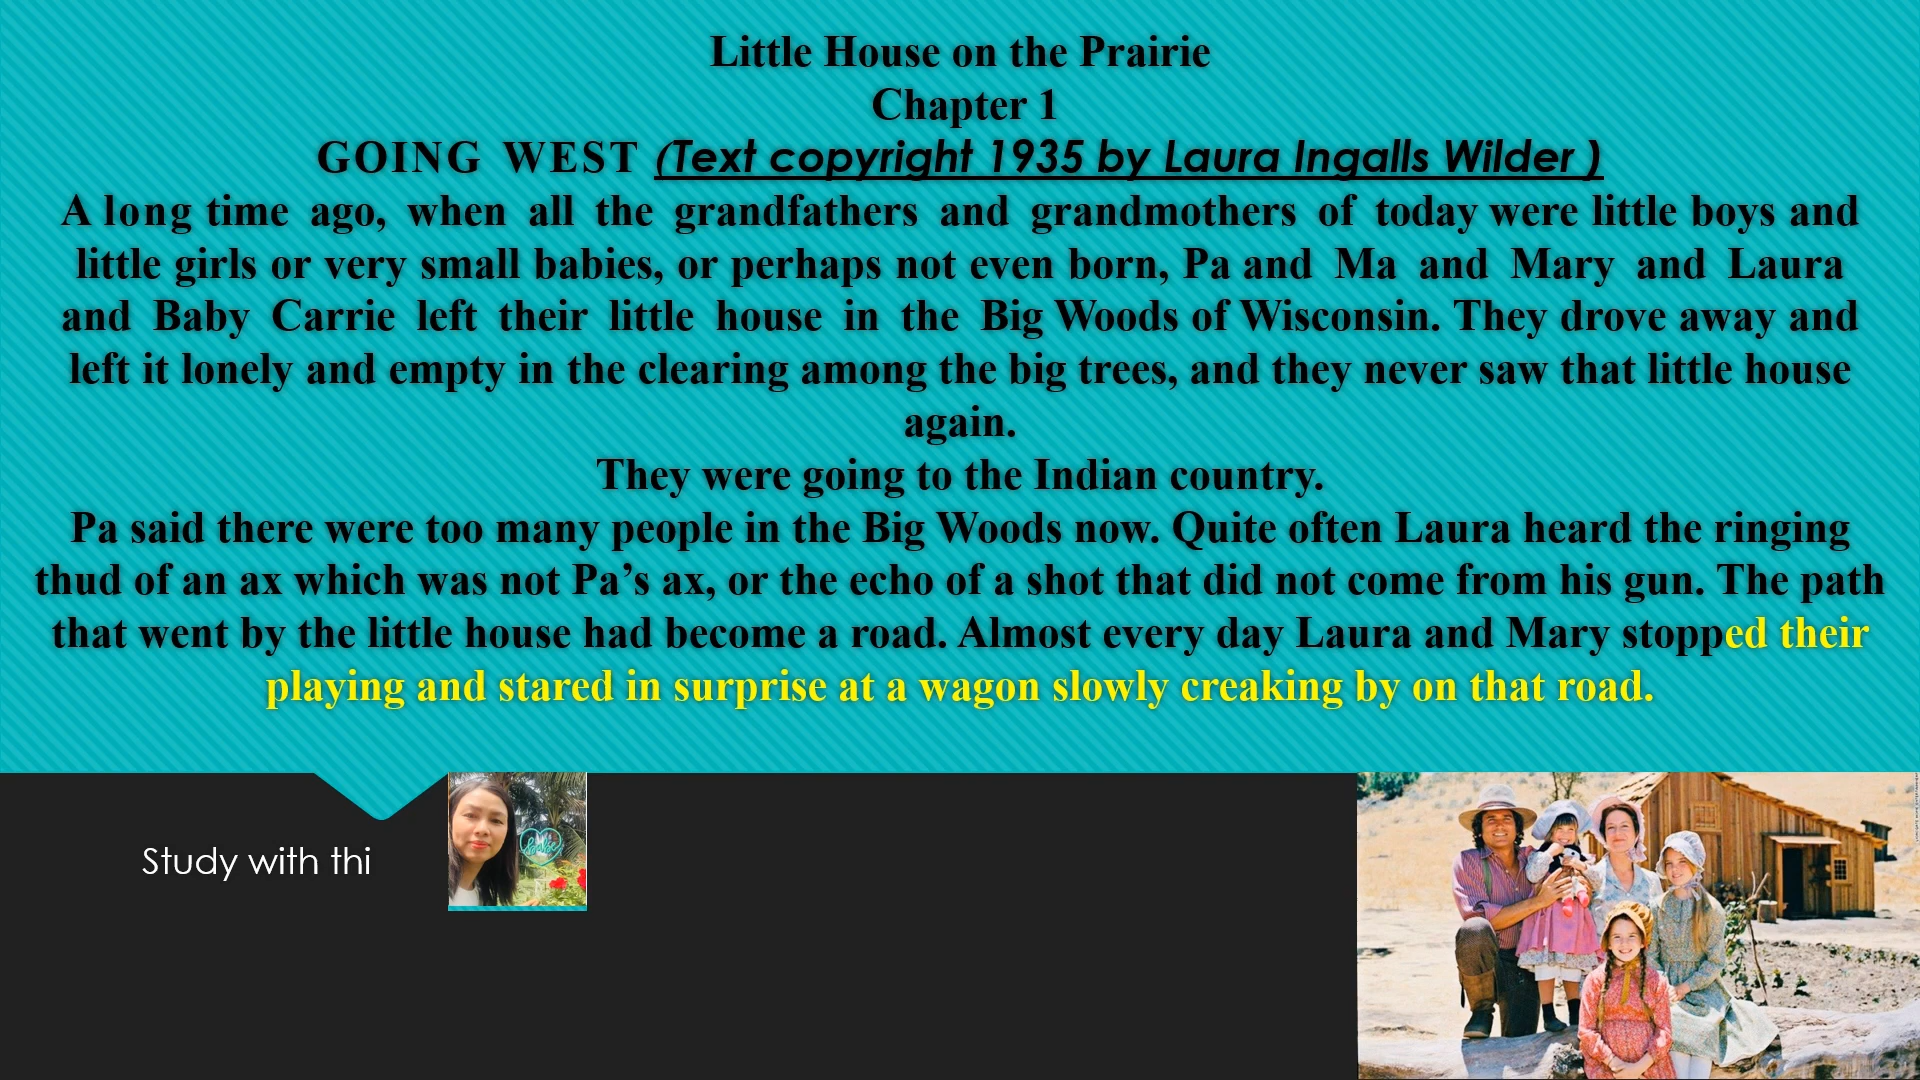 Little House on the Prairie
Chapter 1
GOING WEST (Text copyright 1935 by Laura Ingalls Wilder )
A long time ago, when all the grandfathers and grandmothers of today were little boys and
little girls or very small babies, or perhaps not even born, Pa and Ma and Mary and Laura
and Baby Carrie left their little house in the Big Woods of Wisconsin. They drove away and
left it lonely and empty in the clearing among the big trees, and they never saw that little house
again.
They were going to the Indian country.
Pa said there were too many people in the Big Woods now. Quite often Laura heard the ringing
thud of an ax which was not Pa’s ax, or the echo of a shot that did not come from his gun. The path
that went by the little house had become a road. Almost every day Laura and Mary stopped their
playing and stared in surprise at a wagon slowly creaking by on that road.
Study with thi